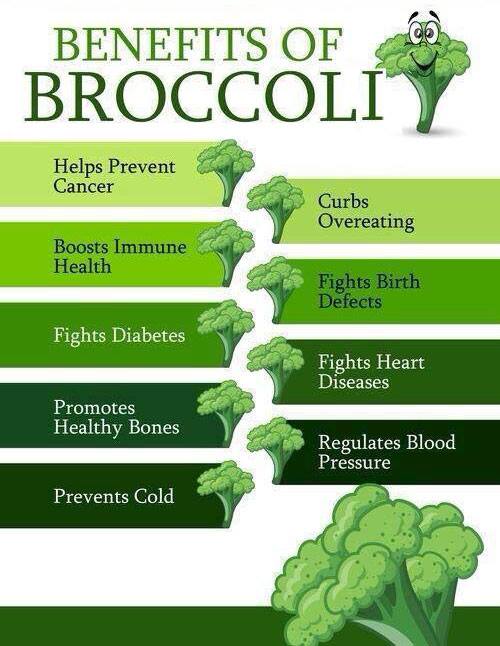 BENEFITS OF
BROCCOLI
Helps Prevent
Cancer
Curbs
Overeating
Boosts Immune
Health
Fights Birth
Defects
Fights Diabetes
Fights Heart
Diseases
Promotes
Healthy Bones
Regulates Blood
Pressure
Prevents Cold